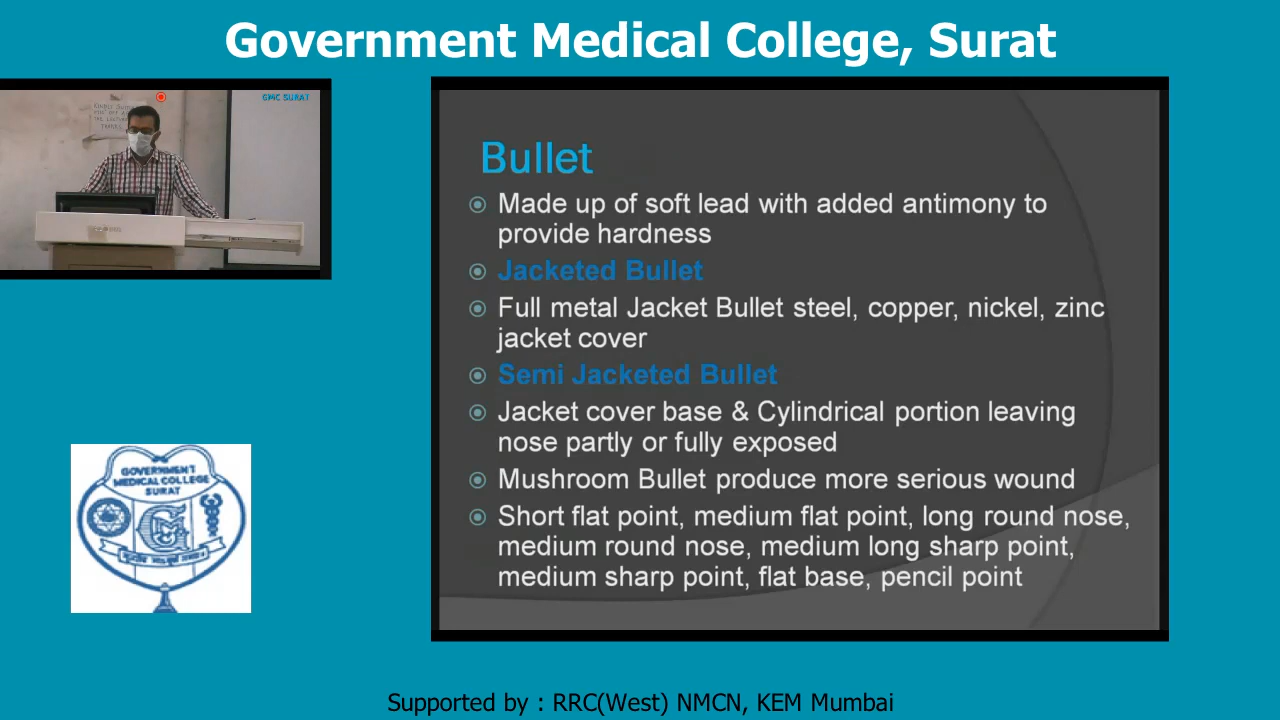 Government Medical College, Surat
GMC SURAT
Bullet
Made up of soft lead with added antimony to
provide hardness
Jacketed Bullet
Full metal Jacket Bullet steel, copper, nickel, zinc
jacket cover
Semi Jacketed Bullet
Jacket cover base & Cylindrical portion leaving
nose partly or fully exposed
Mushroom Bullet produce more serious wound
Short flat point, medium flat point, long round nose,
medium round nose, medium long sharp point,
medium sharp point, flat base, pencil point
GOVERNMENT
MEDICAL COLLEGE
SURAT
Supported by : RRC(West) NMCN, KEM Mumbai